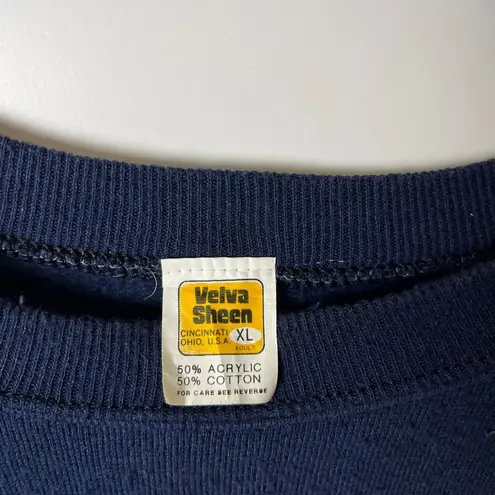 Velva
Sheen
CINCINNATI
OHIO, U.S.A.
XL
ADULT
50% ACRYLIC
50% COTTON
FOR CARE SEE REVERSE